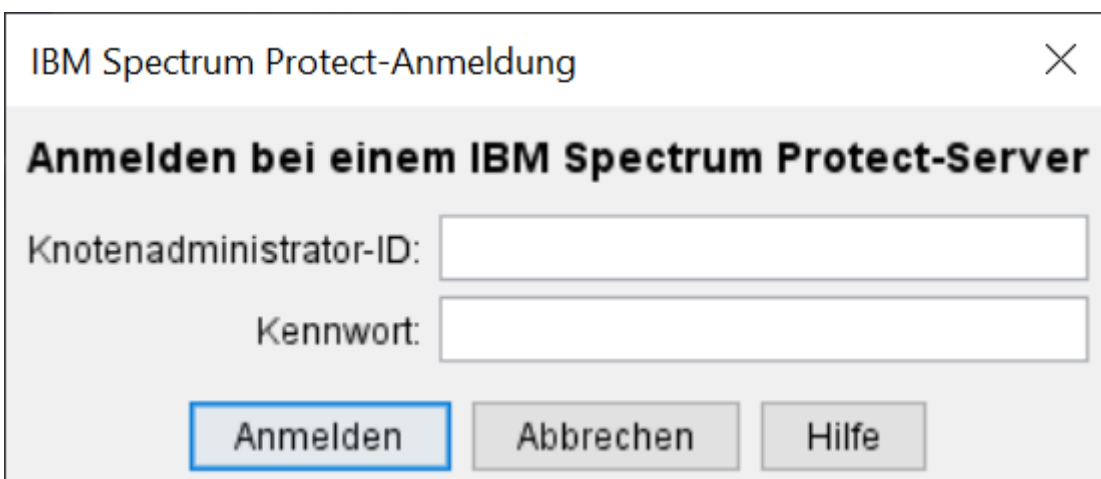 IBM Spectrum Protect-Anmeldung
Anmelden bei einem IBM Spectrum Protect-Server
Knotenadministrator-ID:
Kennwort:
Anmelden Abbrechen Hilfe